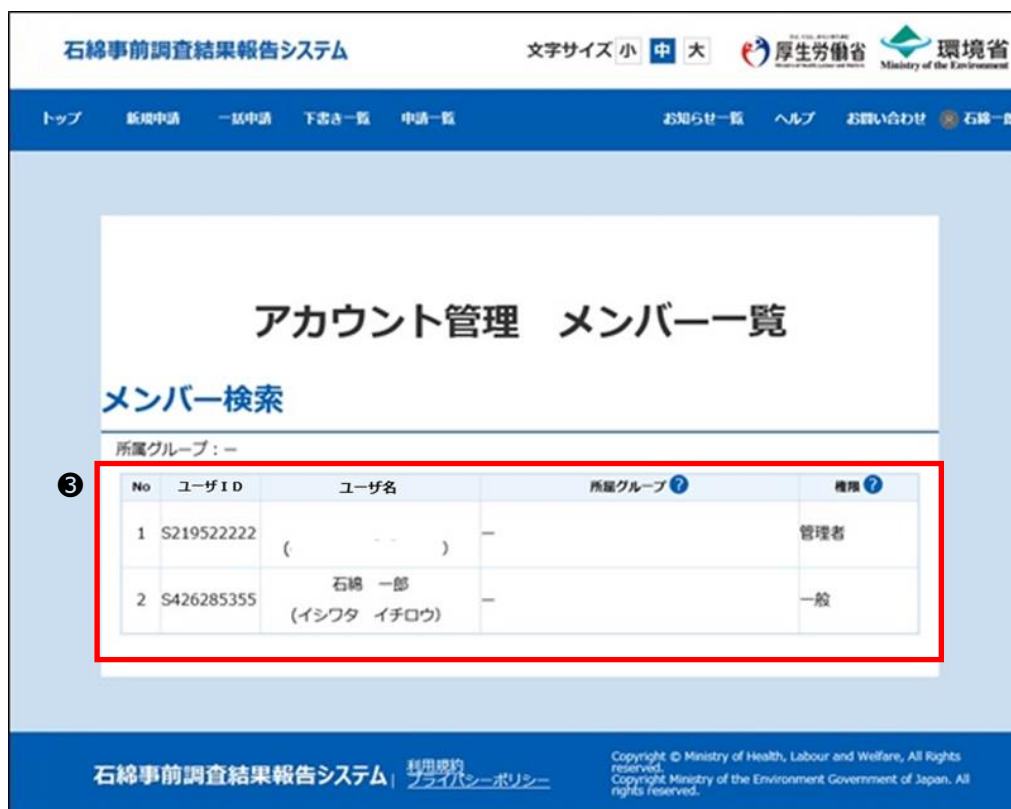 石綿事前調査結果報告システム 文字サイズ 小 中 大 厚生労働省 環境省
Ministry of the Environment
トップ 新規申請 一括申請 下書き一覧 申請一覧 お知らせ一覧 ヘルプ お問い合わせ 石綿一郎
アカウント管理 メンバー一覧
メンバー検索
所属グループ:－
❸
No ユーザID ユーザ名 所属グループ ? 権限 ?
1 S219522222 ( ) － 管理者
2 S426285355 石綿 一郎 － 一般
(イシワタ イチロウ)
石綿事前調査結果報告システム | 利用規約
プライバシーポリシー
Copyright © Ministry of Health, Labour and Welfare, All Rights
reserved.
Copyright Ministry of the Environment Government of Japan. All
rights reserved.